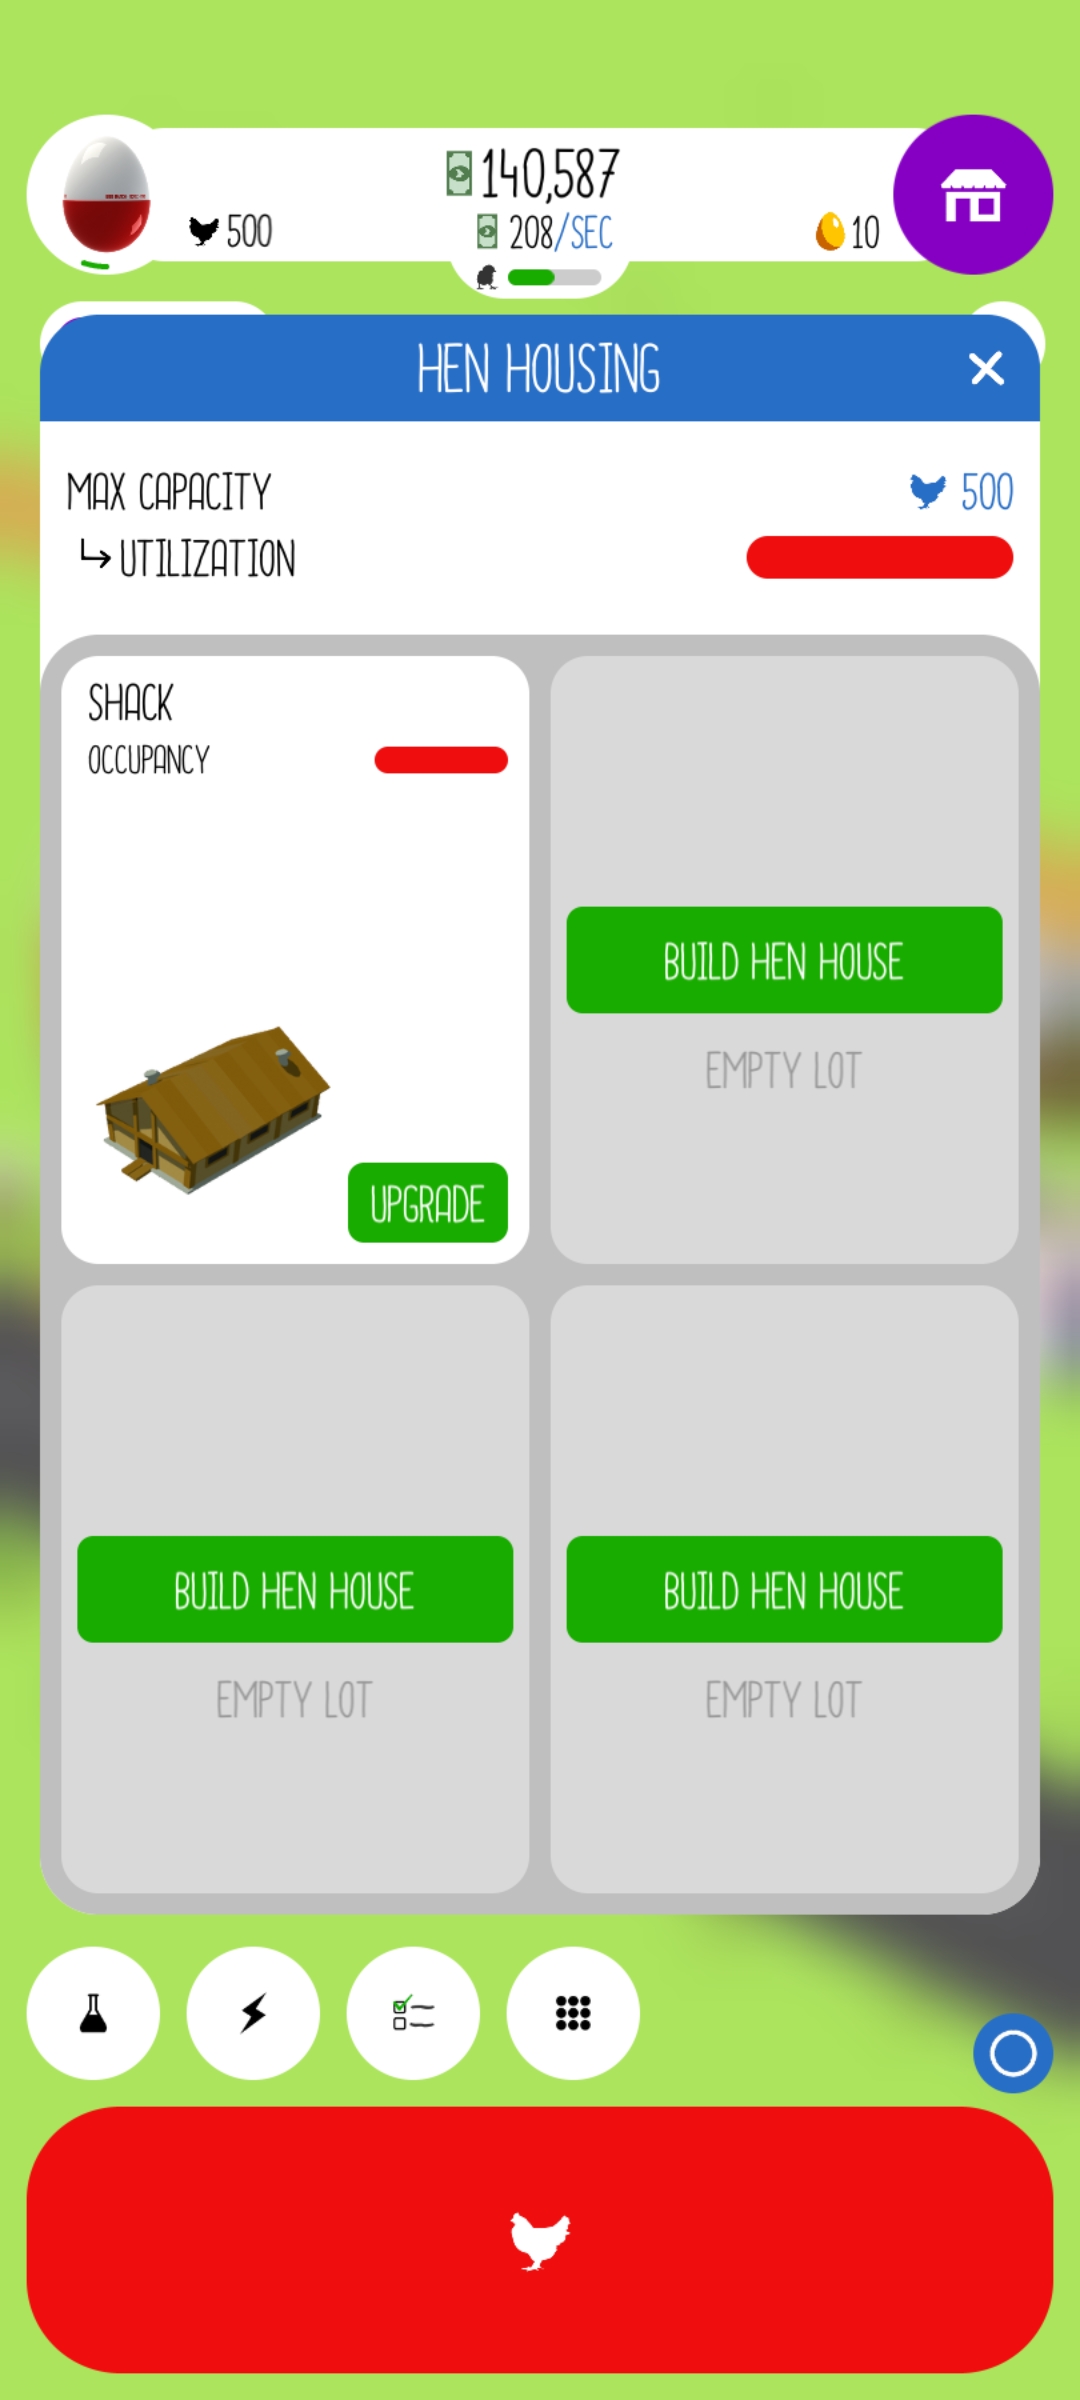 140,587
500
208/SEC
10
HEN HOUSING
MAX CAPACITY
500
UTILIZATION
SHACK
OCCUPANCY
UPGRADE
BUILD HEN HOUSE
EMPTY LOT
BUILD HEN HOUSE
EMPTY LOT
BUILD HEN HOUSE
EMPTY LOT